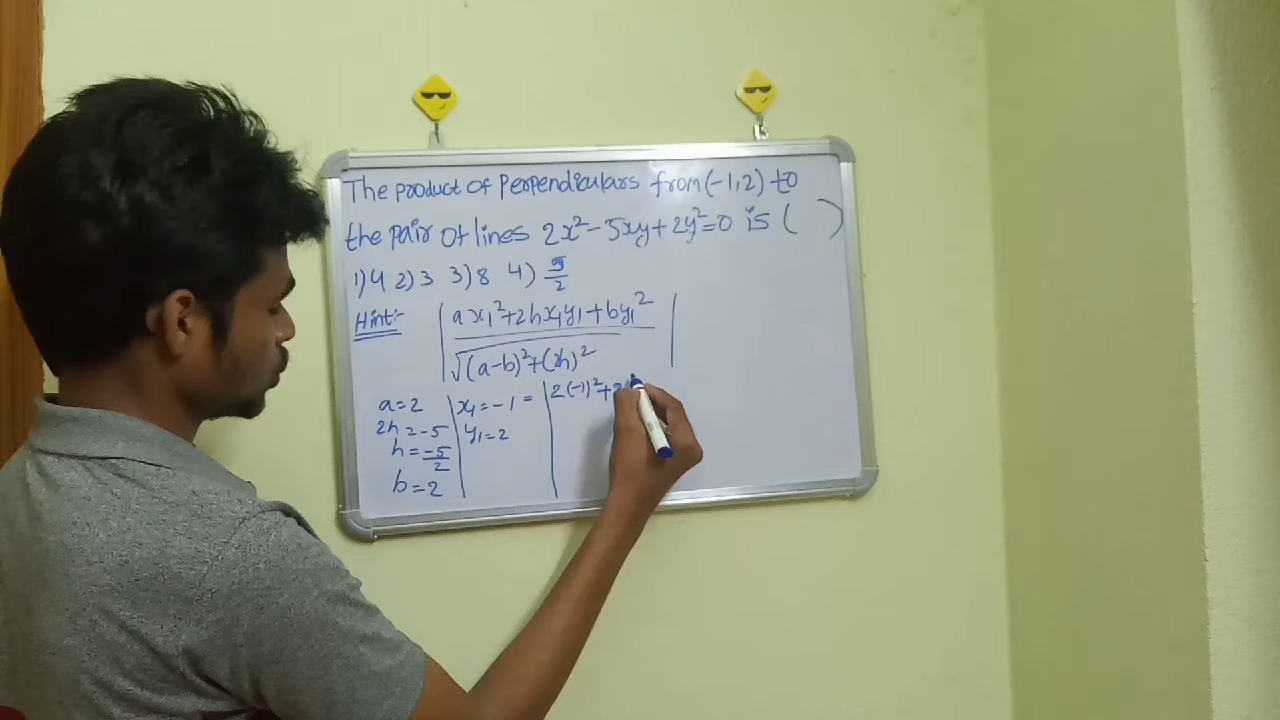 The product of Perpendiculars from (-1,2) to
the pair of lines 2x²-5xy+2y²=0 is ( )
1) 4 2) 3 3) 8 4) 5/2
Hint:- | ax₁²+2hx₁y₁+by₁² / √(a-b)²+(2h)² |
a=2
2h=-5
h=-5/2
b=2
x₁=-1
y₁=2
= | 2(-1)²+2